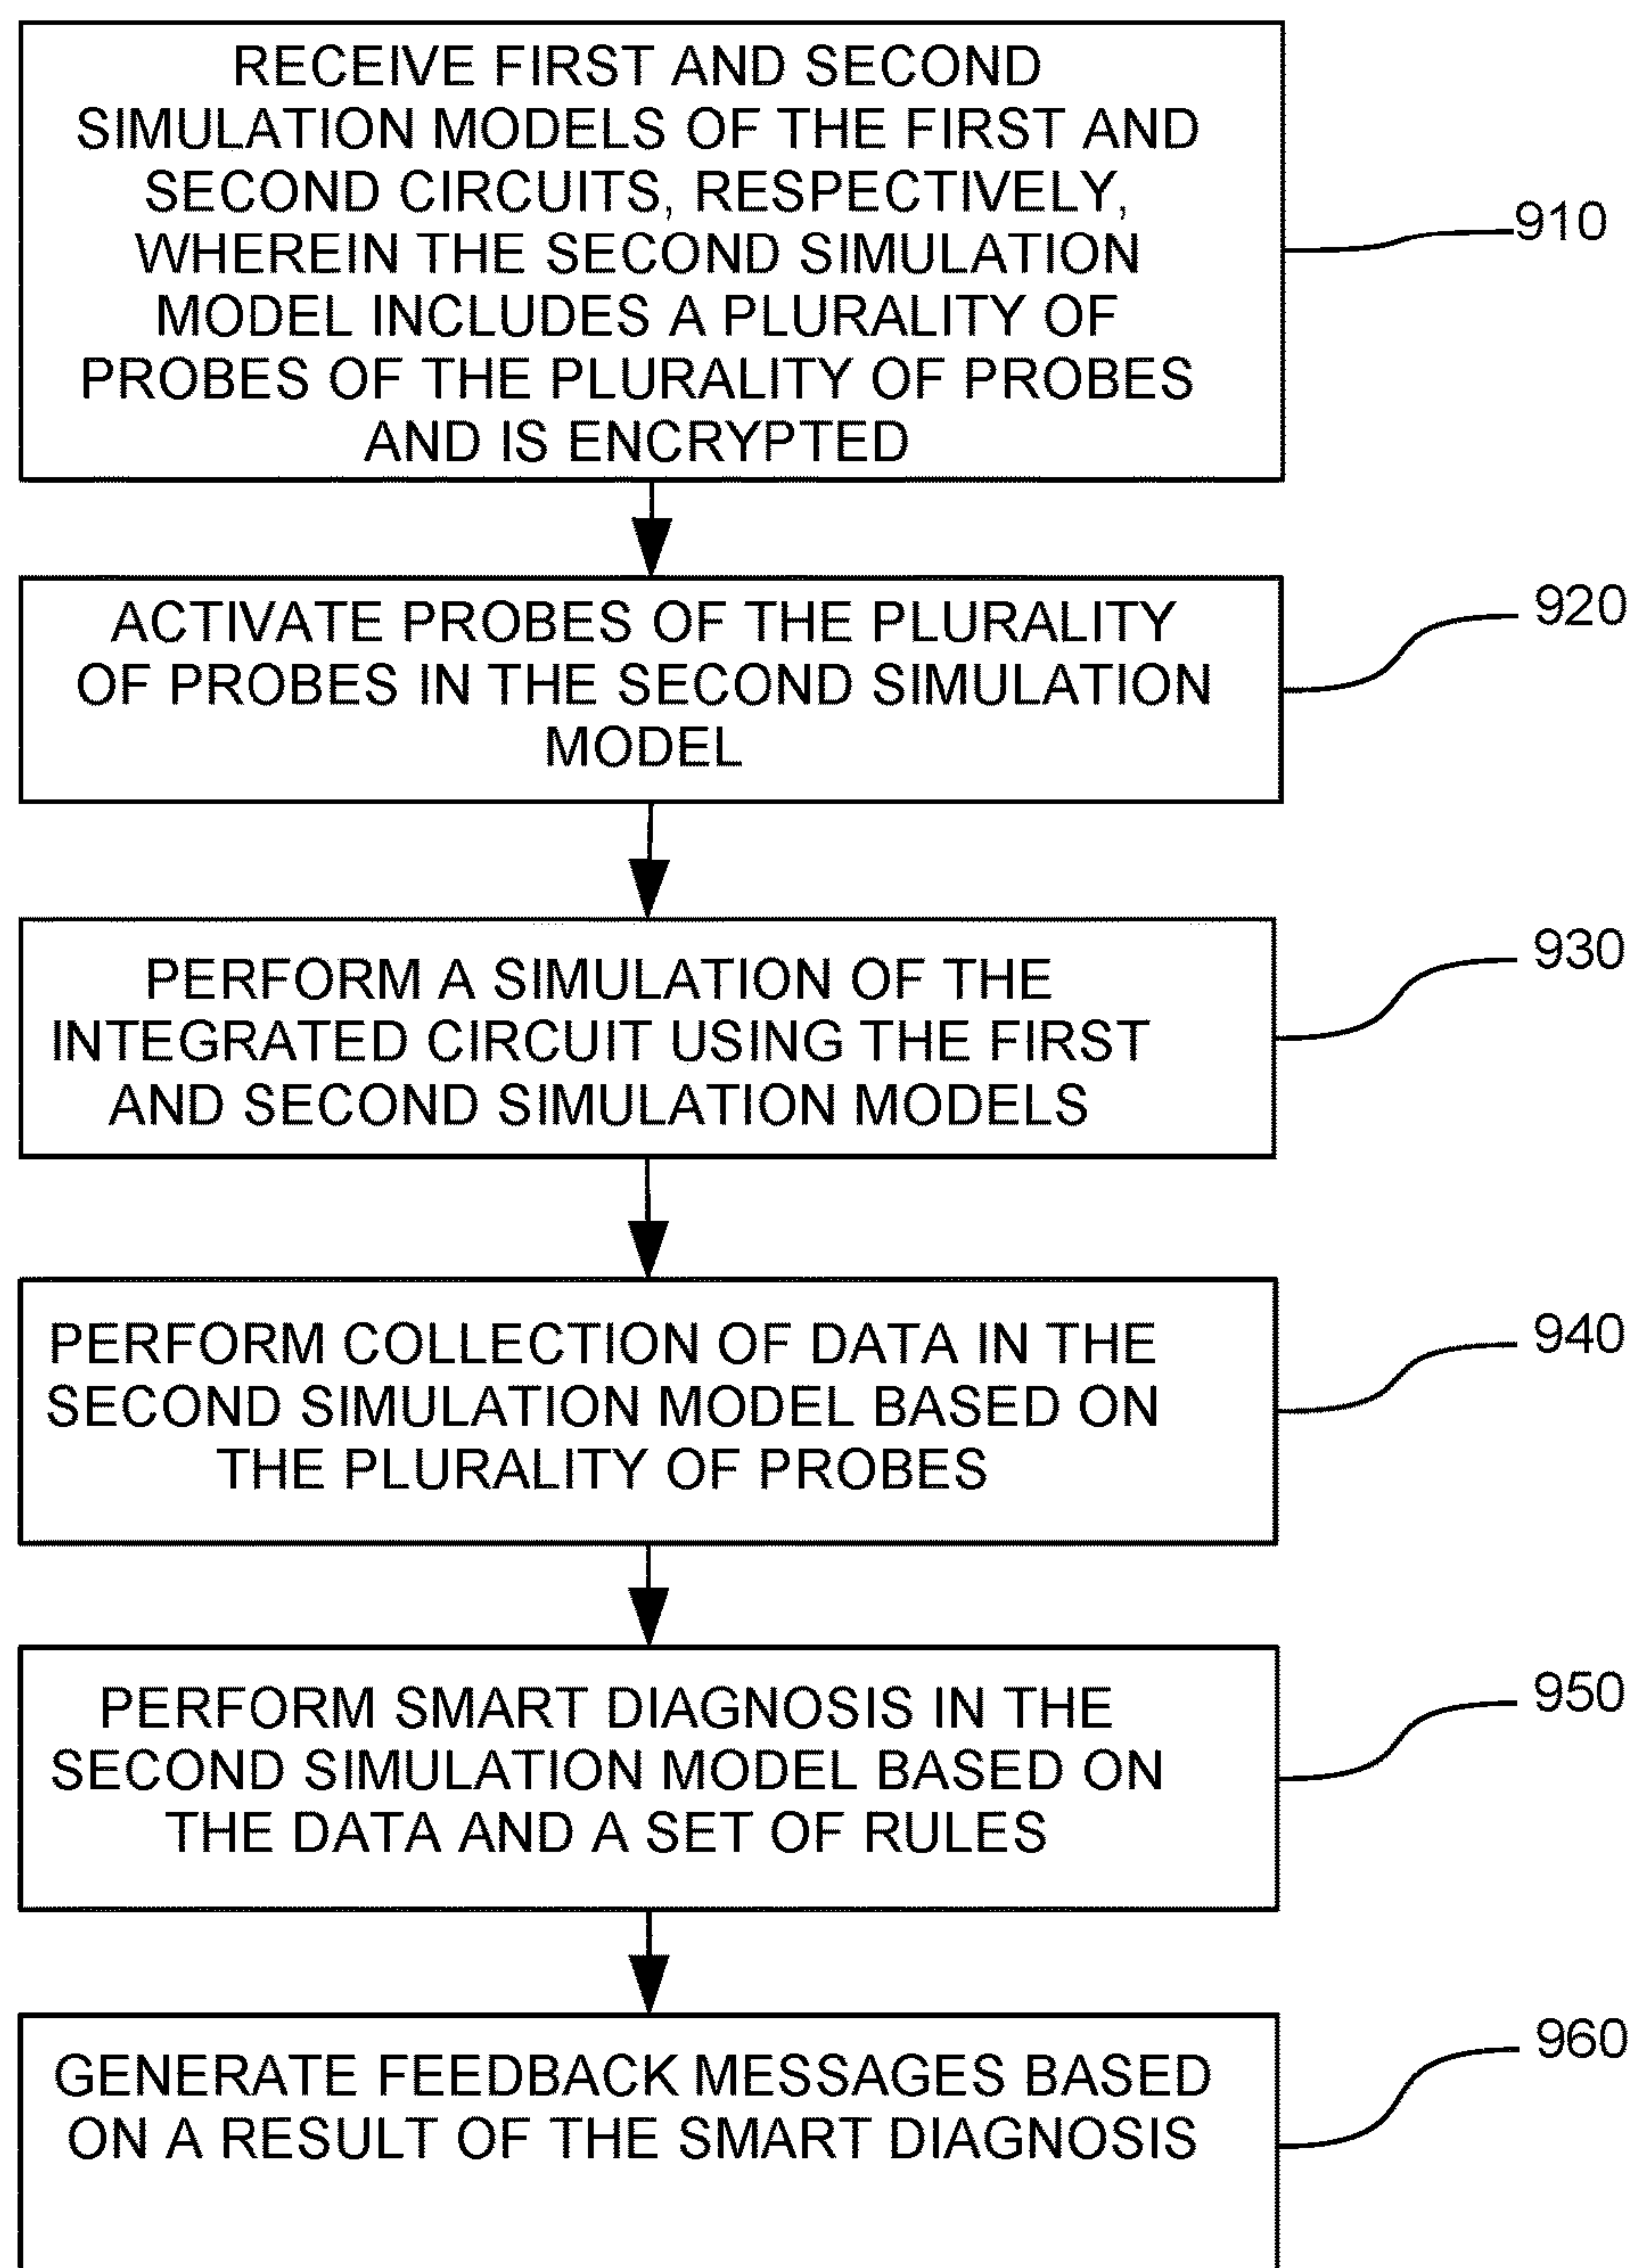 RECEIVE FIRST AND SECOND
SIMULATION MODELS OF THE FIRST AND
SECOND CIRCUITS, RESPECTIVELY,
WHEREIN THE SECOND SIMULATION
MODEL INCLUDES A PLURALITY OF
PROBES OF THE PLURALITY OF PROBES
AND IS ENCRYPTED
910
ACTIVATE PROBES OF THE PLURALITY
OF PROBES IN THE SECOND SIMULATION
MODEL
920
PERFORM A SIMULATION OF THE
INTEGRATED CIRCUIT USING THE FIRST
AND SECOND SIMULATION MODELS
930
PERFORM COLLECTION OF DATA IN THE
SECOND SIMULATION MODEL BASED ON
THE PLURALITY OF PROBES
940
PERFORM SMART DIAGNOSIS IN THE
SECOND SIMULATION MODEL BASED ON
THE DATA AND A SET OF RULES
950
GENERATE FEEDBACK MESSAGES BASED
ON A RESULT OF THE SMART DIAGNOSIS
960